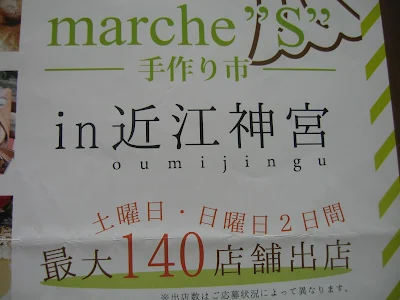 marche "S"
手作り市
in近江神宮
oumijingu
土曜日・日曜日2日間
最大140店舗出店
※出店数はご応募状況によって異なります。